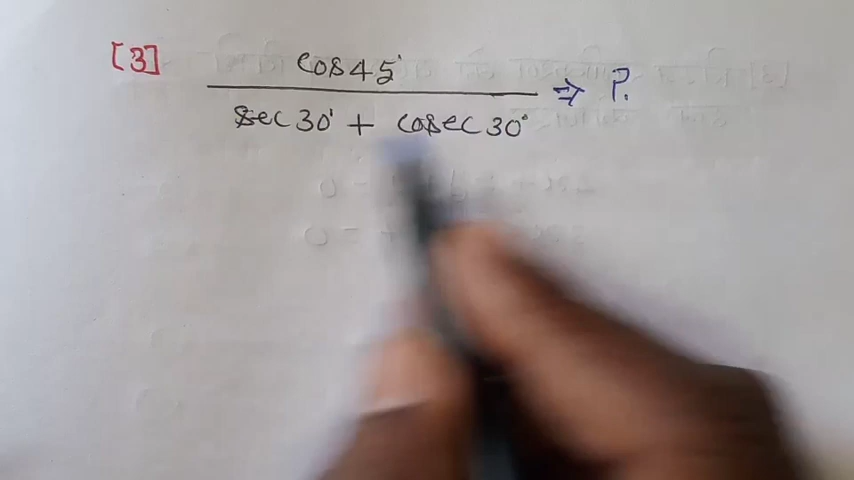 [3] cos45° ⇒ ?
sec30° + cosec30°